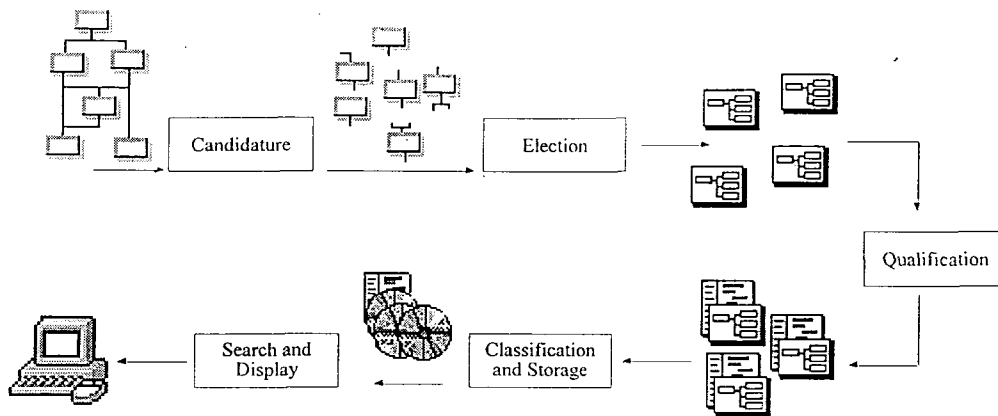 Candidature
Election
Qualification
Classification
and Storage
Search and
Display